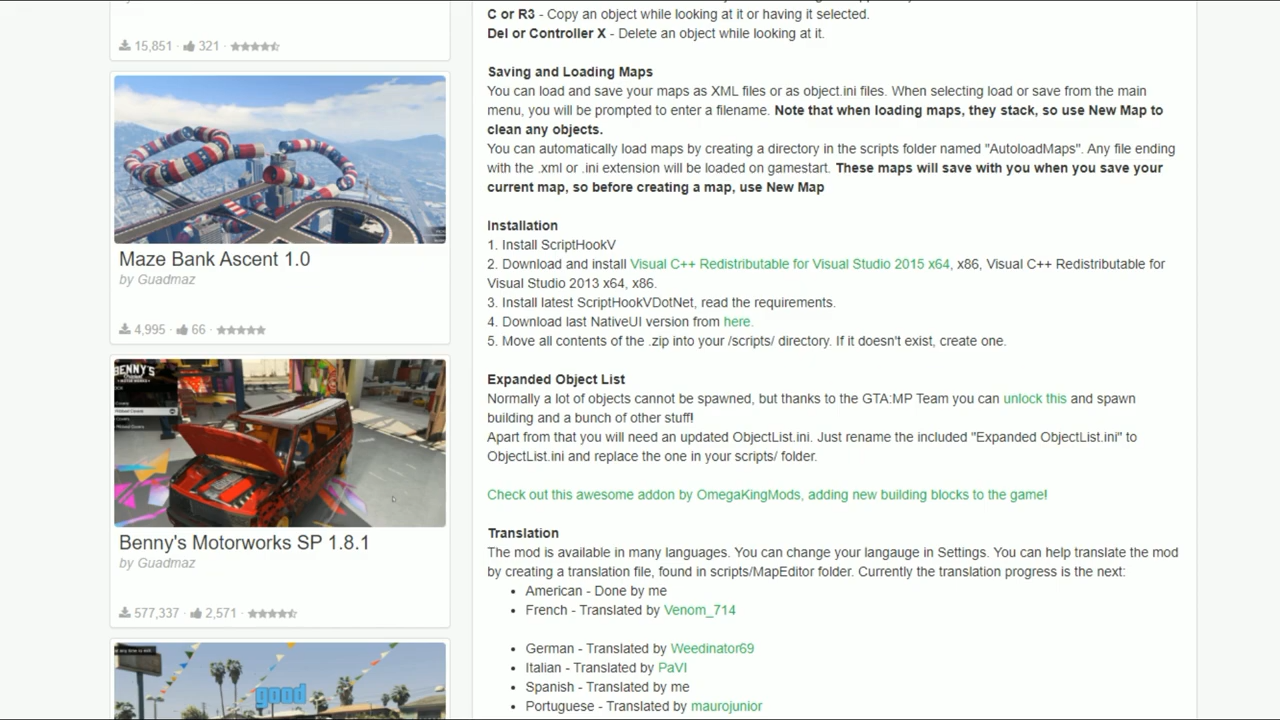 15,851 · 321
Maze Bank Ascent 1.0
by Guadmaz
4,995 · 66
BENNY'S
Benny's Motorworks SP 1.8.1
by Guadmaz
577,337 · 2,571
good
C or R3 - Copy an object while looking at it or having it selected.
Del or Controller X - Delete an object while looking at it.
Saving and Loading Maps
You can load and save your maps as XML files or as object.ini files. When selecting load or save from the main
menu, you will be prompted to enter a filename. Note that when loading maps, they stack, so use New Map to
clean any objects.
You can automatically load maps by creating a directory in the scripts folder named "AutoloadMaps". Any file ending
with the .xml or .ini extension will be loaded on gamestart. These maps will save with you when you save your
current map, so before creating a map, use New Map
Installation
1. Install ScriptHookV
2. Download and install Visual C++ Redistributable for Visual Studio 2015 x64, x86, Visual C++ Redistributable for
Visual Studio 2013 x64, x86.
3. Install latest ScriptHookVDotNet, read the requirements.
4. Download last NativeUI version from here.
5. Move all contents of the .zip into your /scripts/ directory. If it doesn't exist, create one.
Expanded Object List
Normally a lot of objects cannot be spawned, but thanks to the GTA:MP Team you can unlock this and spawn
building and a bunch of other stuff!
Apart from that you will need an updated ObjectList.ini. Just rename the included "Expanded ObjectList.ini" to
ObjectList.ini and replace the one in your scripts/ folder.
Check out this awesome addon by OmegaKingMods, adding new building blocks to the game!
Translation
The mod is available in many languages. You can change your langauge in Settings. You can help translate the mod
by creating a translation file, found in scripts/MapEditor folder. Currently the translation progress is the next:
• American - Done by me
• French - Translated by Venom_714
• German - Translated by Weedinator69
• Italian - Translated by PaVI
• Spanish - Translated by me
• Portuguese - Translated by maurojunior